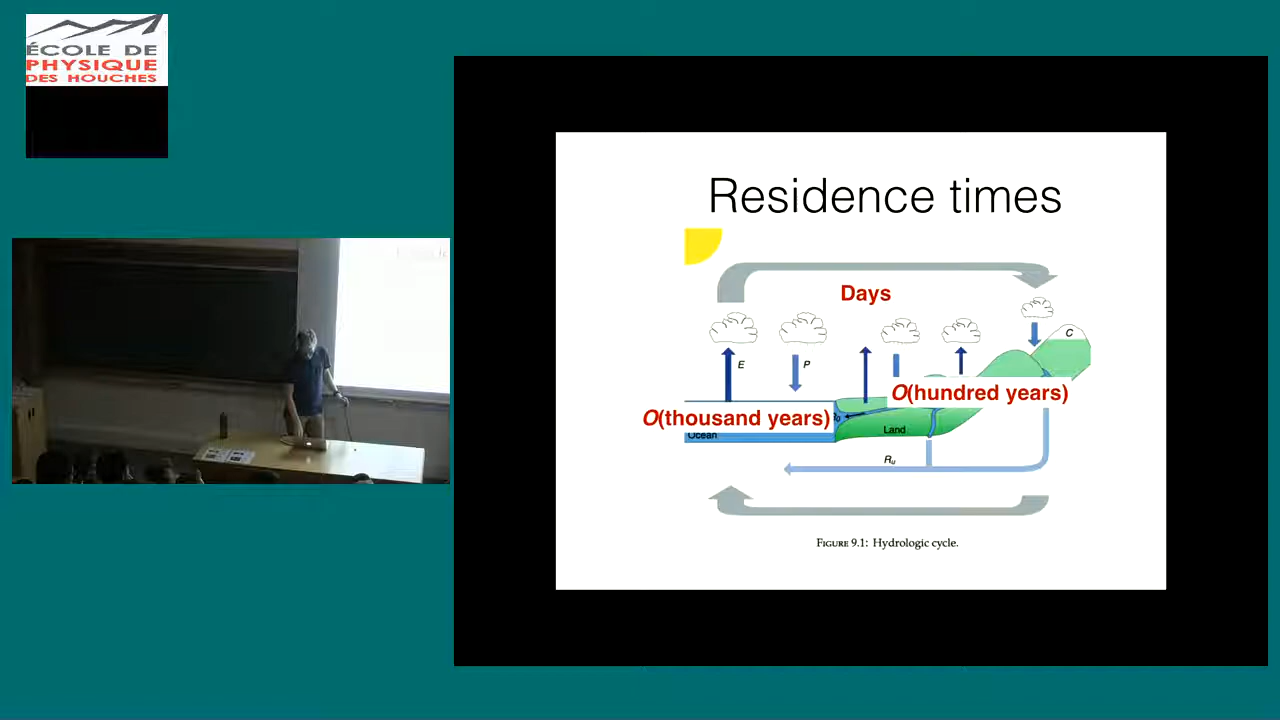 ÉCOLE DE
PHYSIQUE
DES HOUCHES
Residence times
Days
C
E
P
O(hundred years)
O(thousand years)
Ocean
Land
Ru
FIGURE 9.1: Hydrologic cycle.